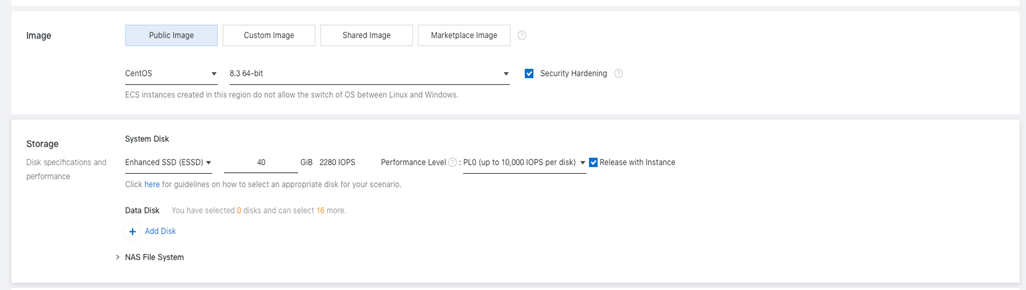 Image
Public Image Custom Image Shared Image Marketplace Image ?
CentOS 8.3 64-bit Security Hardening ?
ECS instances created in this region do not allow the switch of OS between Linux and Windows.
Storage
Disk specifications and
performance
System Disk
Enhanced SSD (ESSD) 40 GiB 2280 IOPS Performance Level ? : PL0 (up to 10,000 IOPS per disk) Release with Instance
Click here for guidelines on how to select an appropriate disk for your scenario.
Data Disk You have selected 0 disks and can select 16 more.
+ Add Disk
> NAS File System